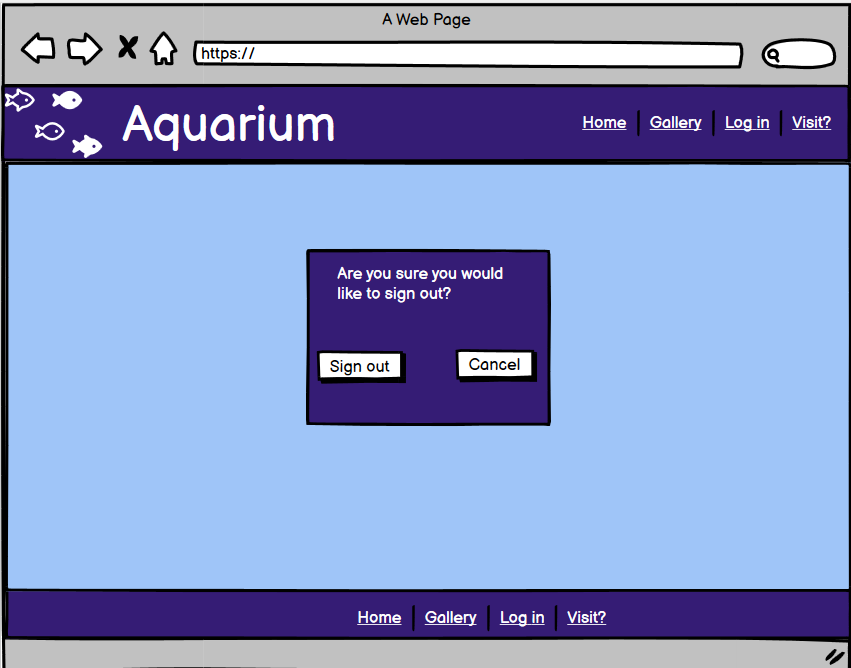 A Web Page
https://
Aquarium
Home Gallery Log in Visit?
Are you sure you would
like to sign out?
Sign out Cancel
Home Gallery Log in Visit?